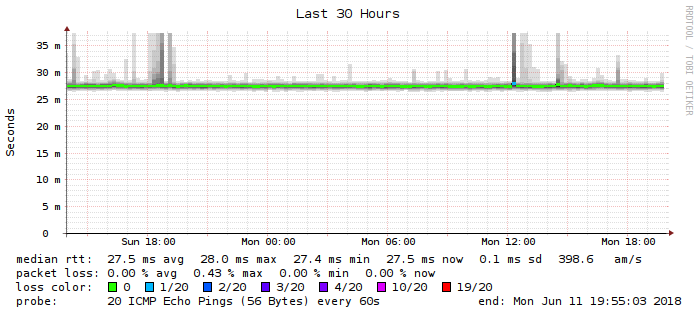 Last 30 Hours
RRDTOOL / TOBI OETIKER
Seconds
35 m
30 m
25 m
20 m
15 m
10 m
5 m
0
Sun 18:00 Mon 00:00 Mon 06:00 Mon 12:00 Mon 18:00
median rtt: 27.5 ms avg 28.0 ms max 27.4 ms min 27.5 ms now 0.1 ms sd 398.6 am/s
packet loss: 0.00 % avg 0.43 % max 0.00 % min 0.00 % now
loss color: 0 1/20 2/20 3/20 4/20 10/20 19/20
probe: 20 ICMP Echo Pings (56 Bytes) every 60s end: Mon Jun 11 19:55:03 2018